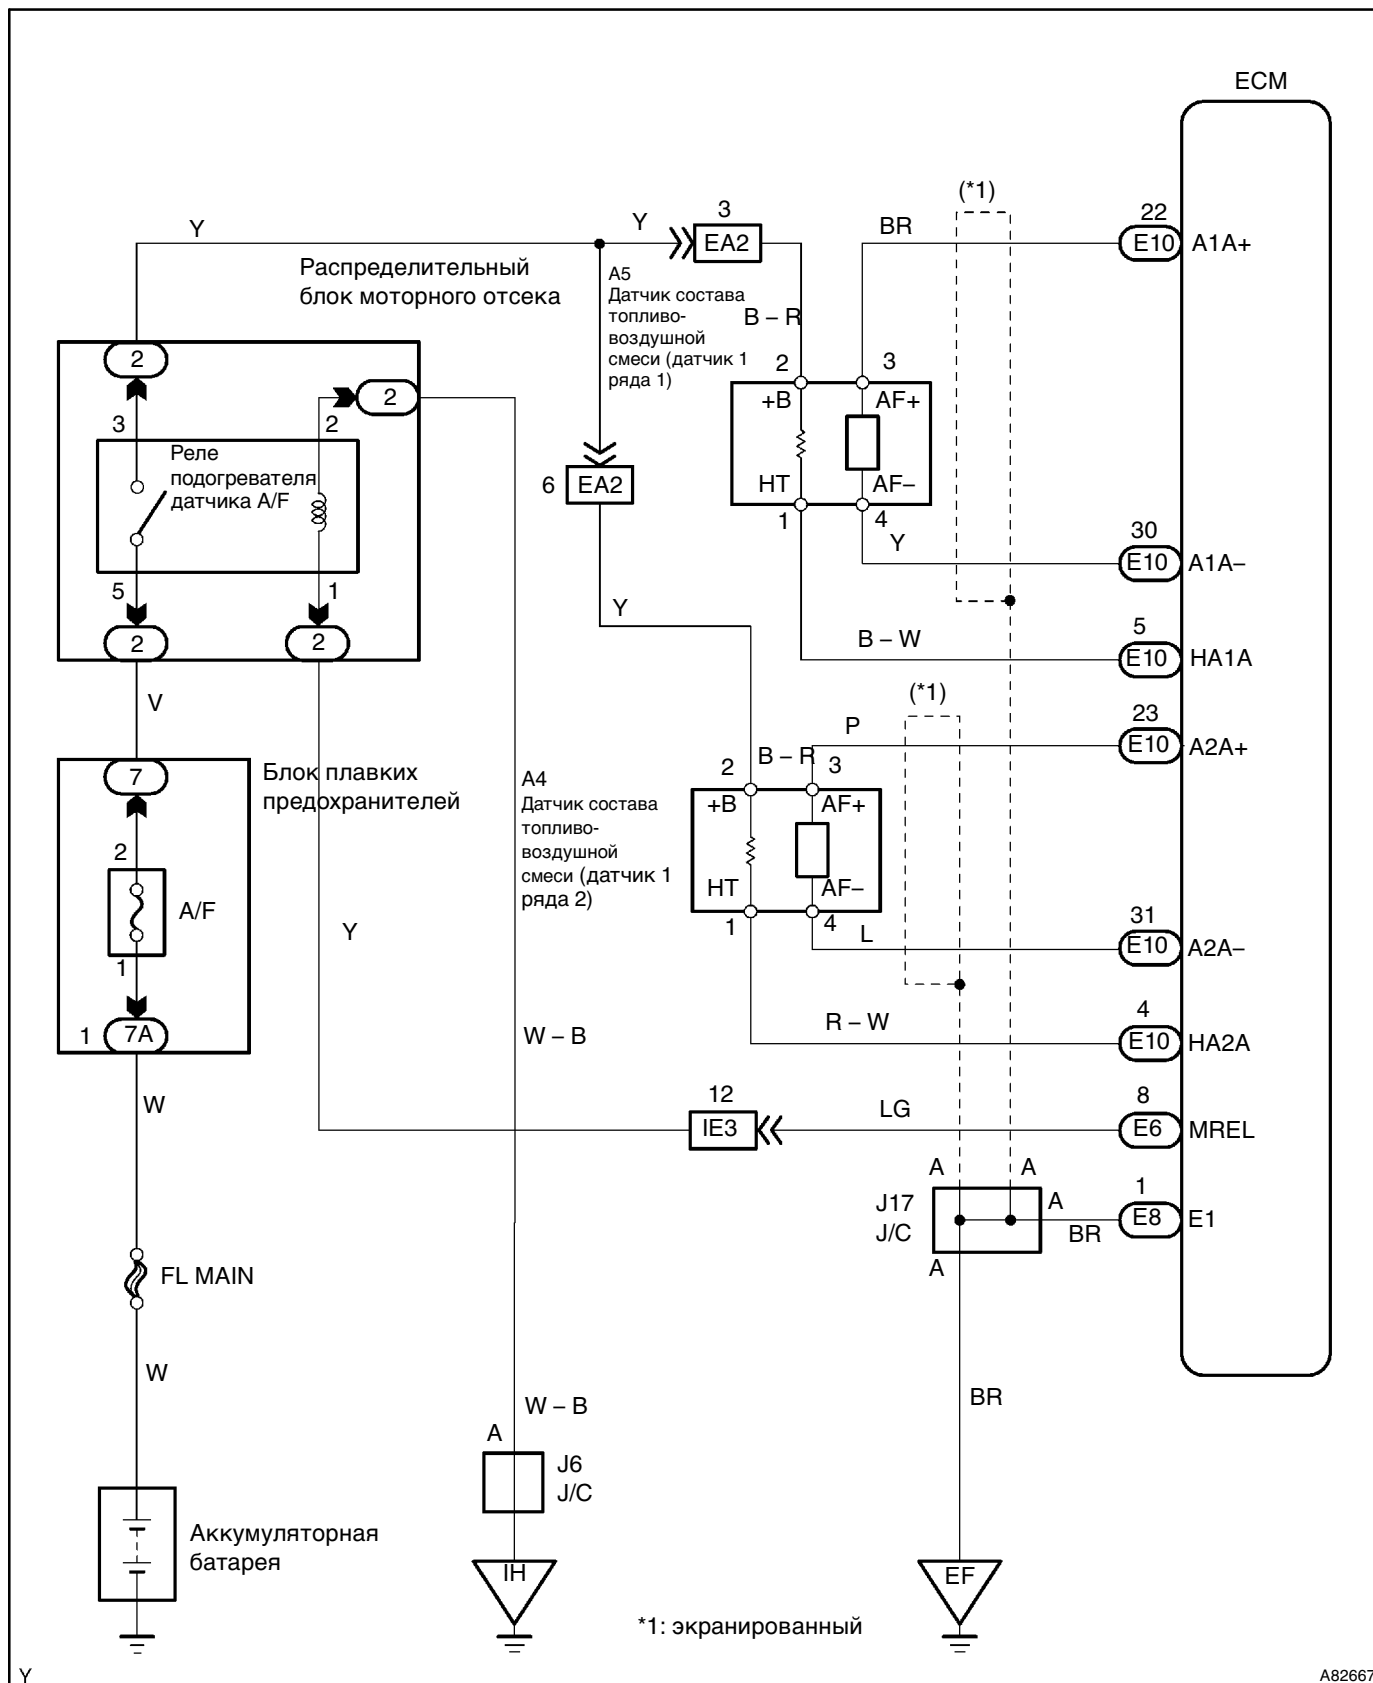 ECM
(*1)
3
22
Y
Y
EA2
BR
E10
A1A+
Распределительный
блок моторного отсека
A5
Датчик состава
топливо-
воздушной
смеси (датчик 1
ряда 1)
B – R
2
2
3
2
+B
AF+
3
2
Реле
подогревателя
датчика A/F
6
EA2
HT
AF–
1
4
30
Y
E10
A1A–
5
1
Y
5
2
2
B – W
E10
HA1A
V
(*1)
23
P
E10
A2A+
7
Блок плавких
предохранителей
A4
Датчик состава
топливо-
воздушной
смеси (датчик 1
ряда 2)
2
B – R
3
+B
AF+
2
A/F
HT
AF–
Y
1
4
31
L
E10
A2A–
1
1
7A
W – B
R – W
4
E10
HA2A
W
12
8
IE3
LG
E6
MREL
A
A
1
J17
J/C
A
BR
E8
E1
A
FL MAIN
W
BR
W – B
A
J6
J/C
Аккумуляторная
батарея
IH
EF
*1: экранированный
Y
A82667